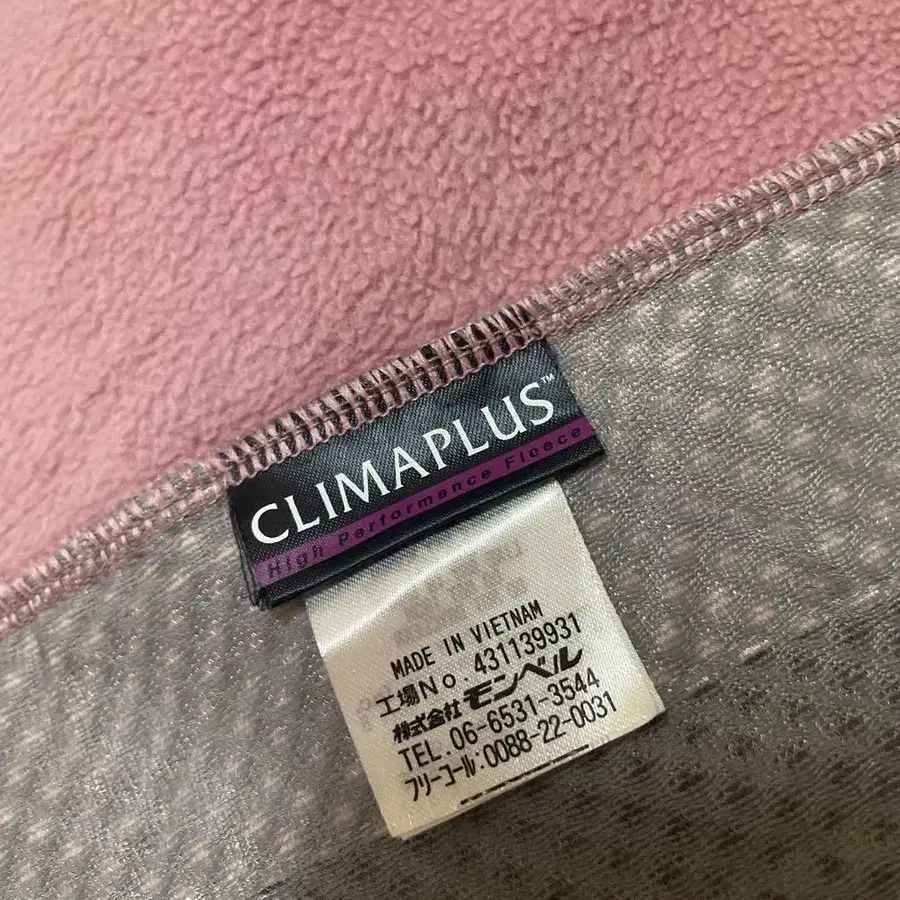 CLIMAPLUS™
High Performance Fleece
MADE IN VIETNAM
工場No.431139931
株式会社モンベル
TEL.06-6531-3544
フリーコール:0088-22-0031